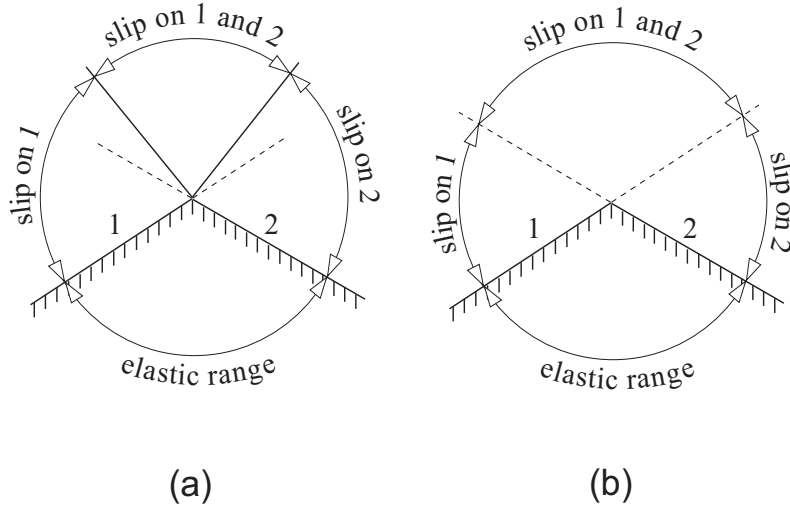 slip on 1 and 2
slip on 1
slip on 2
1
2
elastic range
(a)
slip on 1 and 2
slip on 1
slip on 2
1
2
elastic range
(b)